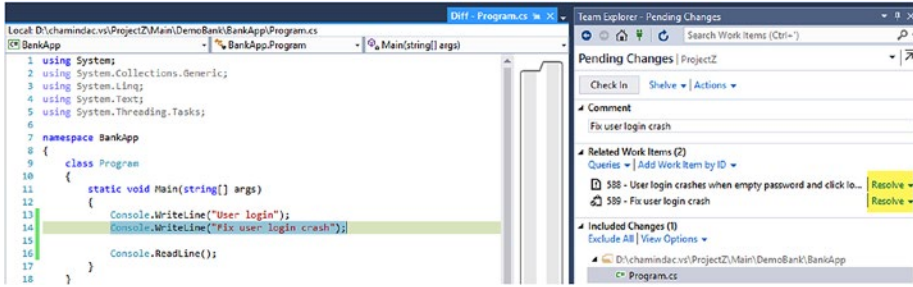 Diff - Program.cs
Local: D:\chamindac.vs\ProjectZ\Main\DemoBank\BankApp\Program.cs
C# BankApp
BankApp.Program
Main(string[] args)
1 using System;
2 using System.Collections.Generic;
3 using System.Linq;
4 using System.Text;
5 using System.Threading.Tasks;
6
7 namespace BankApp
8 {
9 class Program
10 {
11 static void Main(string[] args)
12 {
13 Console.WriteLine("User login");
14 Console.WriteLine("Fix user login crash");
15
16 Console.ReadLine();
17 }
18 }
Team Explorer - Pending Changes
Search Work Items (Ctrl+')
Pending Changes | ProjectZ
Check In Shelve Actions
Comment
Fix user login crash
Related Work Items (2)
Queries Add Work Item by ID
588 - User login crashes when empty password and click lo... Resolve
589 - Fix user login crash Resolve
Included Changes (1)
Exclude All View Options
D:\chamindac.vs\ProjectZ\Main\DemoBank\BankApp
C# Program.cs